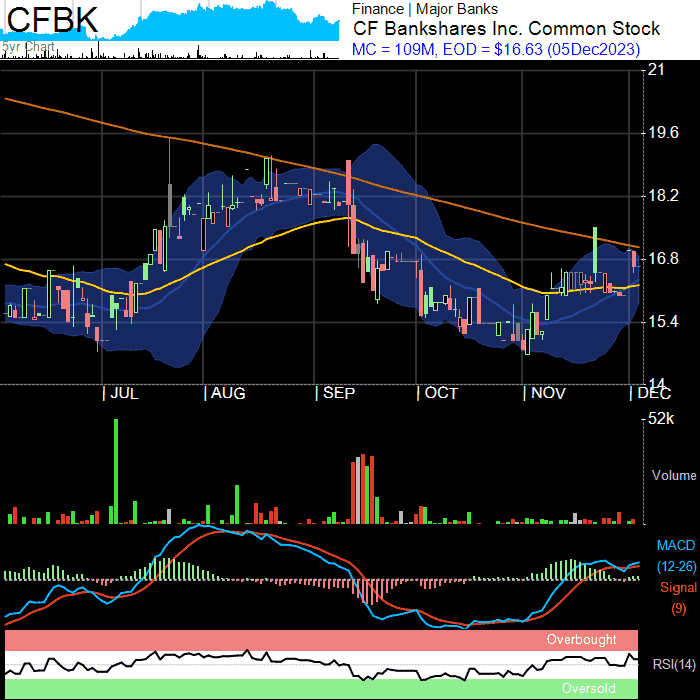 CFBK
5yr Chart
Finance | Major Banks
CF Bankshares Inc. Common Stock
MC = 109M, EOD = $16.63 (05Dec2023)
21
19.6
18.2
16.8
15.4
14
JUL
AUG
SEP
OCT
NOV
DEC
52k
Volume
MACD
(12-26)
Signal
(9)
Overbought
RSI(14)
Oversold